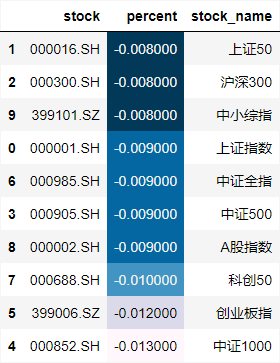 stock percent stock_name
1 000016.SH -0.008000 上证50
2 000300.SH -0.008000 沪深300
9 399101.SZ -0.008000 中小综指
0 000001.SH -0.009000 上证指数
6 000985.SH -0.009000 中证全指
3 000905.SH -0.009000 中证500
8 000002.SH -0.009000 A股指数
7 000688.SH -0.010000 科创50
5 399006.SZ -0.012000 创业板指
4 000852.SH -0.013000 中证1000